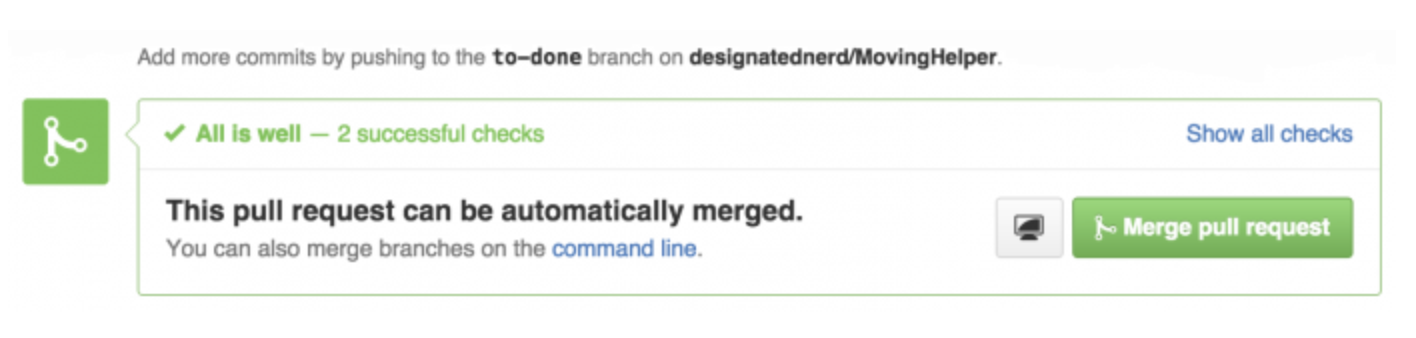 Add more commits by pushing to the to-done branch on designatednerd/MovingHelper.
All is well — 2 successful checks
Show all checks
This pull request can be automatically merged.
You can also merge branches on the command line.
Merge pull request